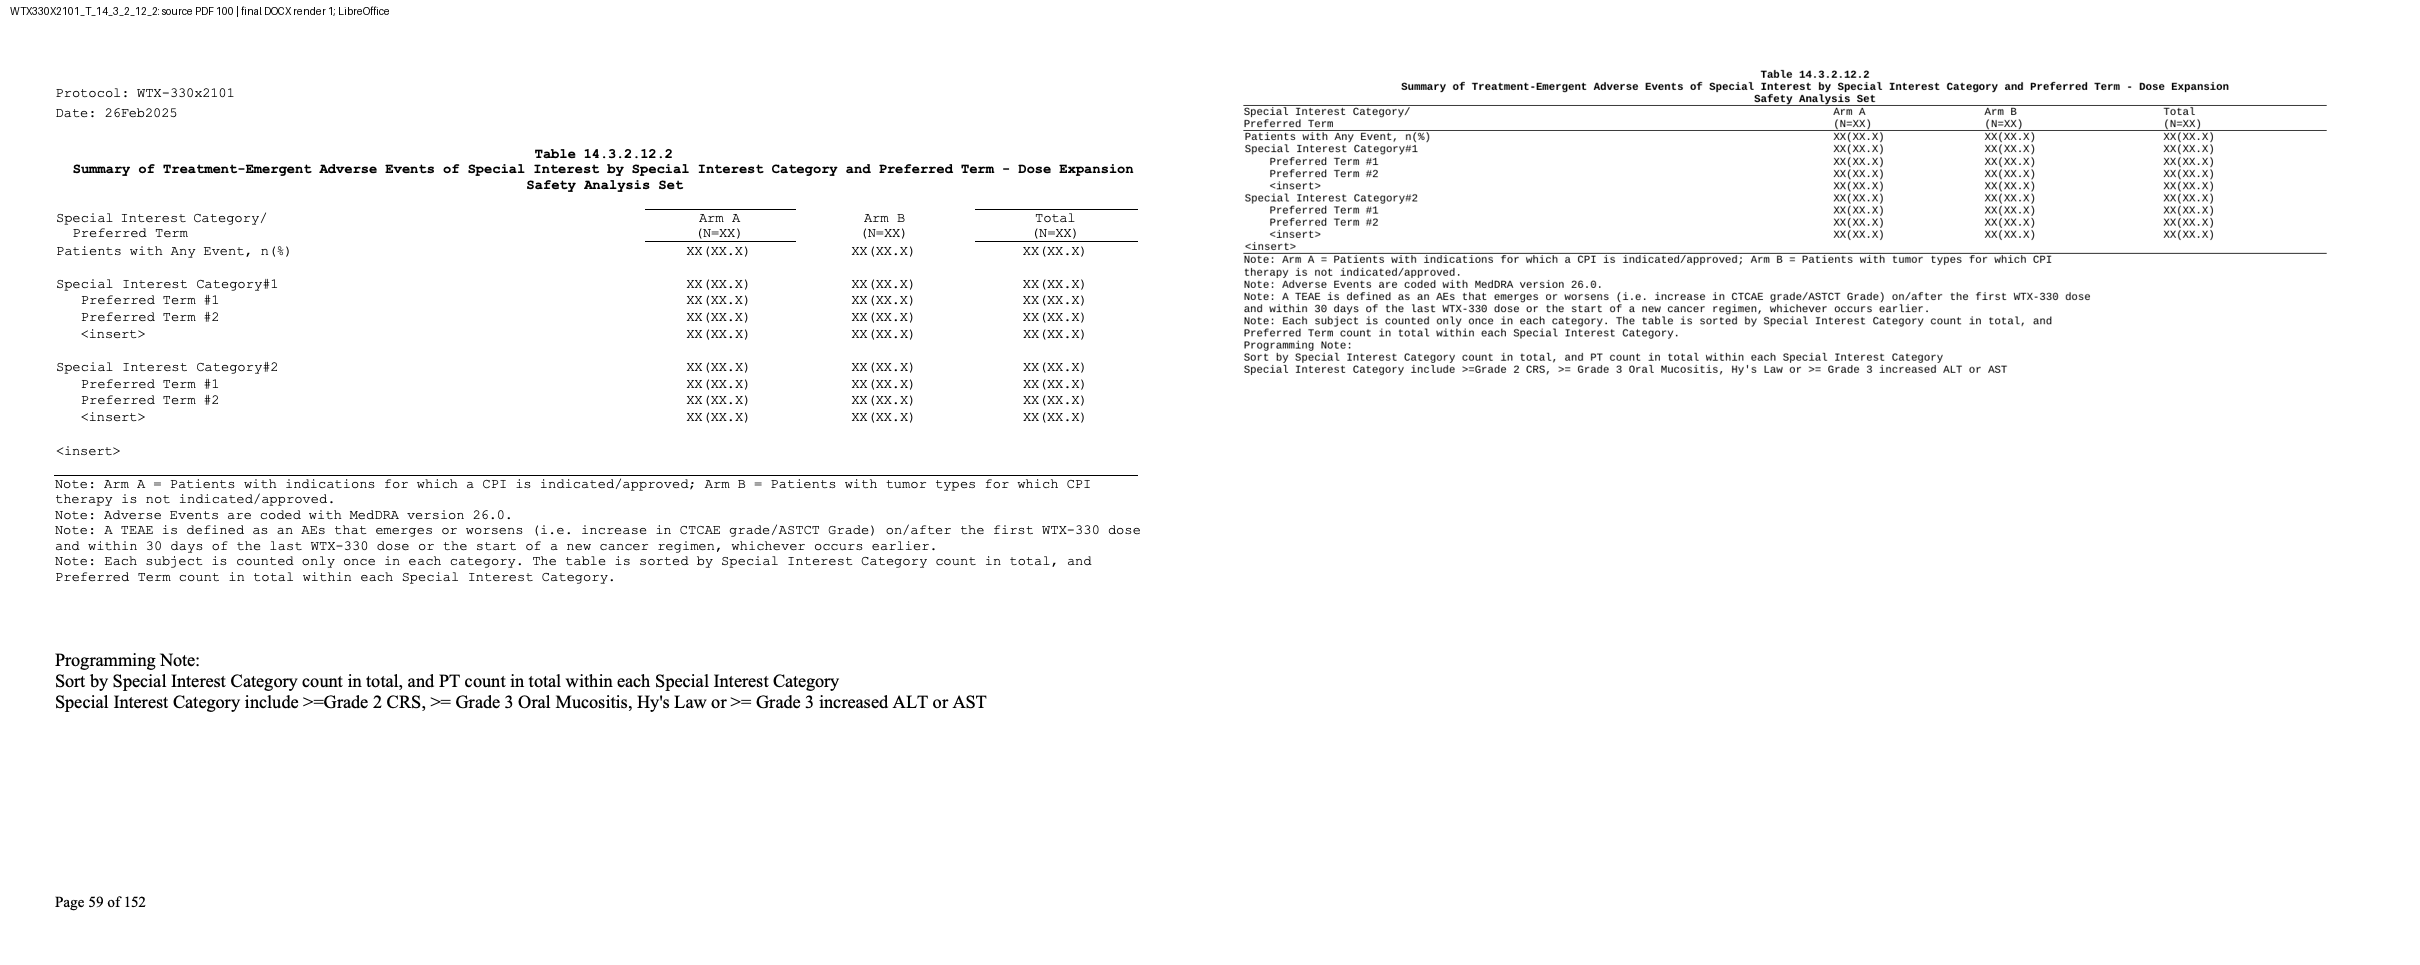 WTX330X2101_T_14_3_2_12_2: source PDF 100 | final DOCX render 1; LibreOffice
Protocol: WTX-330x2101
Date: 26Feb2025
Table 14.3.2.12.2
Summary of Treatment-Emergent Adverse Events of Special Interest by Special Interest Category and Preferred Term - Dose Expansion
Safety Analysis Set
Special Interest Category/ Arm A Arm B Total
Preferred Term (N=XX) (N=XX) (N=XX)
Patients with Any Event, n(%) XX(XX.X) XX(XX.X) XX(XX.X)
Special Interest Category#1 XX(XX.X) XX(XX.X) XX(XX.X)
Preferred Term #1 XX(XX.X) XX(XX.X) XX(XX.X)
Preferred Term #2 XX(XX.X) XX(XX.X) XX(XX.X)
<insert> XX(XX.X) XX(XX.X) XX(XX.X)
Special Interest Category#2 XX(XX.X) XX(XX.X) XX(XX.X)
Preferred Term #1 XX(XX.X) XX(XX.X) XX(XX.X)
Preferred Term #2 XX(XX.X) XX(XX.X) XX(XX.X)
<insert> XX(XX.X) XX(XX.X) XX(XX.X)
<insert>
Note: Arm A = Patients with indications for which a CPI is indicated/approved; Arm B = Patients with tumor types for which CPI
therapy is not indicated/approved.
Note: Adverse Events are coded with MedDRA version 26.0.
Note: A TEAE is defined as an AEs that emerges or worsens (i.e. increase in CTCAE grade/ASTCT Grade) on/after the first WTX-330 dose
and within 30 days of the last WTX-330 dose or the start of a new cancer regimen, whichever occurs earlier.
Note: Each subject is counted only once in each category. The table is sorted by Special Interest Category count in total, and
Preferred Term count in total within each Special Interest Category.
Programming Note:
Sort by Special Interest Category count in total, and PT count in total within each Special Interest Category
Special Interest Category include >=Grade 2 CRS, >= Grade 3 Oral Mucositis, Hy's Law or >= Grade 3 increased ALT or AST
Page 59 of 152
Table 14.3.2.12.2
Summary of Treatment-Emergent Adverse Events of Special Interest by Special Interest Category and Preferred Term - Dose Expansion
Safety Analysis Set
Special Interest Category/ Arm A Arm B Total
Preferred Term (N=XX) (N=XX) (N=XX)
Patients with Any Event, n(%) XX(XX.X) XX(XX.X) XX(XX.X)
Special Interest Category#1 XX(XX.X) XX(XX.X) XX(XX.X)
Preferred Term #1 XX(XX.X) XX(XX.X) XX(XX.X)
Preferred Term #2 XX(XX.X) XX(XX.X) XX(XX.X)
<insert> XX(XX.X) XX(XX.X) XX(XX.X)
Special Interest Category#2 XX(XX.X) XX(XX.X) XX(XX.X)
Preferred Term #1 XX(XX.X) XX(XX.X) XX(XX.X)
Preferred Term #2 XX(XX.X) XX(XX.X) XX(XX.X)
<insert> XX(XX.X) XX(XX.X) XX(XX.X)
<insert>
Note: Arm A = Patients with indications for which a CPI is indicated/approved; Arm B = Patients with tumor types for which CPI
therapy is not indicated/approved.
Note: Adverse Events are coded with MedDRA version 26.0.
Note: A TEAE is defined as an AEs that emerges or worsens (i.e. increase in CTCAE grade/ASTCT Grade) on/after the first WTX-330 dose
and within 30 days of the last WTX-330 dose or the start of a new cancer regimen, whichever occurs earlier.
Note: Each subject is counted only once in each category. The table is sorted by Special Interest Category count in total, and
Preferred Term count in total within each Special Interest Category.
Programming Note:
Sort by Special Interest Category count in total, and PT count in total within each Special Interest Category
Special Interest Category include >=Grade 2 CRS, >= Grade 3 Oral Mucositis, Hy's Law or >= Grade 3 increased ALT or AST